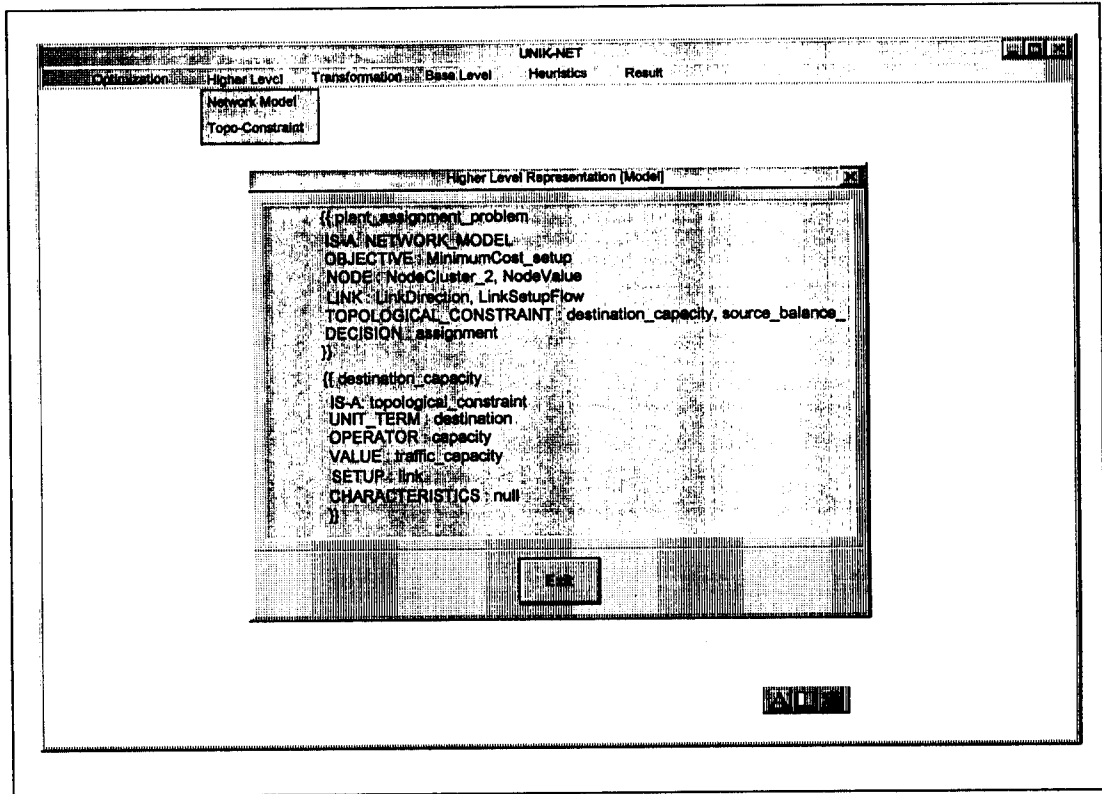 UNIK-NET
Optimization Higher Level Transformation Base Level Heuristics Result
Network Model
Topo-Constraint
Higher Level Representation [Model]
{{ plant_assignment_problem
IS-A: NETWORK_MODEL
OBJECTIVE : MinimumCost_setup
NODE : NodeCluster_2, NodeValue
LINK : LinkDirection, LinkSetupFlow
TOPOLOGICAL_CONSTRAINT : destination_capacity, source_balance_
DECISION : assignment
}}
{{ destination_capacity
IS-A: topological_constraint
UNIT_TERM : destination
OPERATOR : capacity
VALUE : traffic_capacity
SETUP : link
CHARACTERISTICS : null
}}
Exit